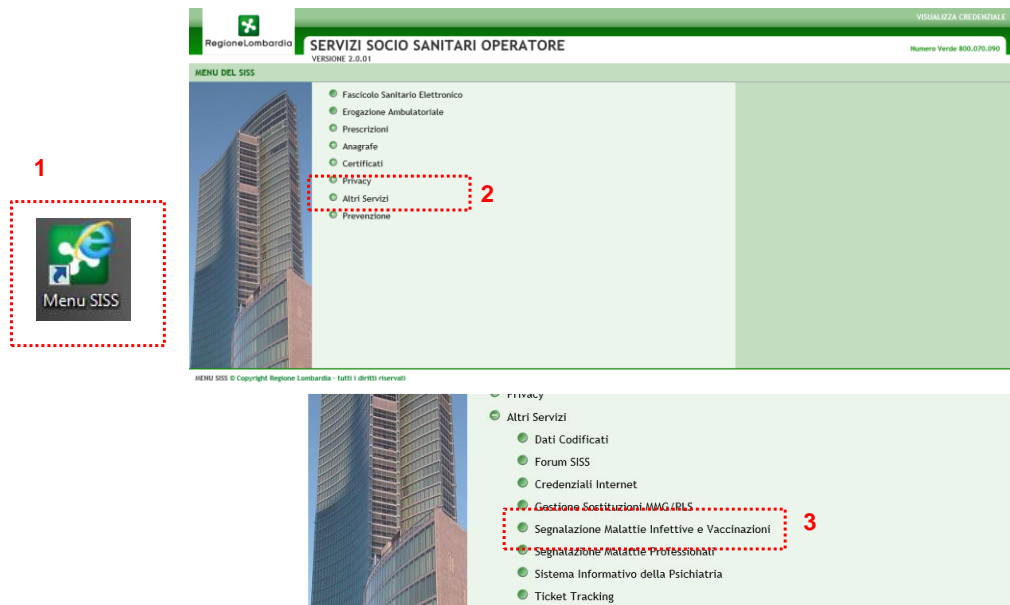 VISUALIZZA CREDENZIALE
RegioneLombardia
SERVIZI SOCIO SANITARI OPERATORE
Numero Verde 800.070.090
VERSIONE 2.0.01
MENU DEL SISS
Fascicolo Sanitario Elettronico
Erogazione Ambulatoriale
Prescrizioni
Anagrafe
Certificati
1
Privacy
Altri Servizi
2
Prevenzione
Menu SISS
MENU SISS © Copyright Regione Lombardia - tutti i diritti riservati
Privacy
Altri Servizi
Dati Codificati
Forum SISS
Credenziali Internet
Gestione Sostituzioni MMG/PLS
Segnalazione Malattie Infettive e Vaccinazioni
3
Segnalazione Malattie Professionali
Sistema Informativo della Psichiatria
Ticket Tracking